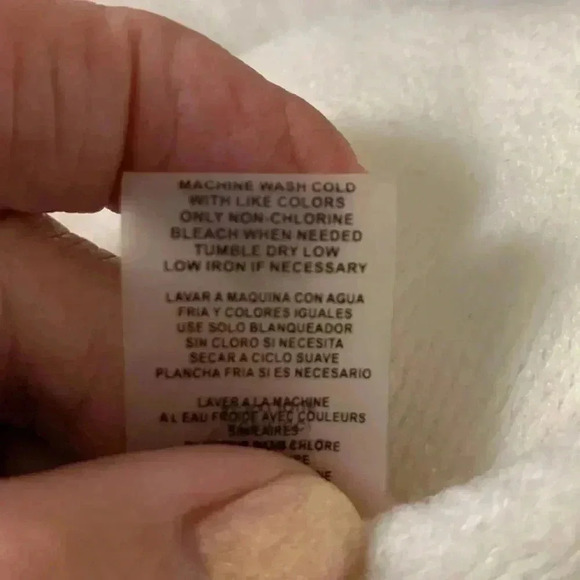 MACHINE WASH COLD
WITH LIKE COLORS
ONLY NON-CHLORINE
BLEACH WHEN NEEDED
TUMBLE DRY LOW
LOW IRON IF NECESSARY
LAVAR A MAQUINA CON AGUA
FRIA Y COLORES IGUALES
USE SOLO BLANQUEADOR
SIN CLORO SI NECESITA
SECAR A CICLO SUAVE
PLANCHA FRIA SI ES NECESARIO
LAVER A LA MACHINE
A L EAU FROIDE AVEC COULEURS
SIMILAIRES
CHLORE